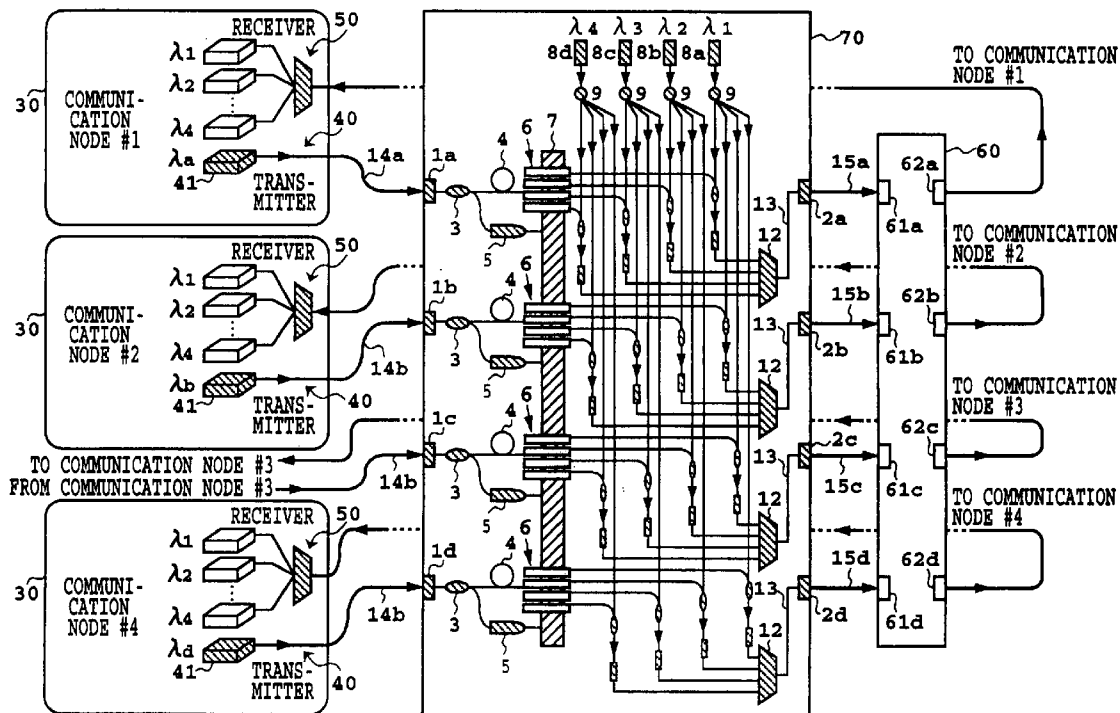 RECEIVER
50
λ1
λ2
λ4
30
COMMUNI-
CATION
NODE #1
40
λa
41
TRANS-
MITTER
14a
RECEIVER
50
λ1
λ2
λ4
30
COMMUNI-
CATION
NODE #2
λb
41
TRANS-
MITTER
40
14b
TO COMMUNICATION NODE #3
FROM COMMUNICATION NODE #3
14b
RECEIVER
50
λ1
λ2
λ4
30
COMMUNI-
CATION
NODE #4
λd
41
TRANS-
MITTER
40
14b
λ4 λ3 λ2 λ1
8d 8c 8b 8a
9 9 9 9
70
1a
3
4
5
6
7
12
13
2a
15a
1b
3
4
5
6
12
13
2b
15b
1c
3
4
5
6
12
13
2c
15c
1d
3
4
5
6
12
13
2d
15d
60
61a
62a
61b
62b
61c
62c
61d
62d
TO COMMUNICATION
NODE #1
TO COMMUNICATION
NODE #2
TO COMMUNICATION
NODE #3
TO COMMUNICATION
NODE #4